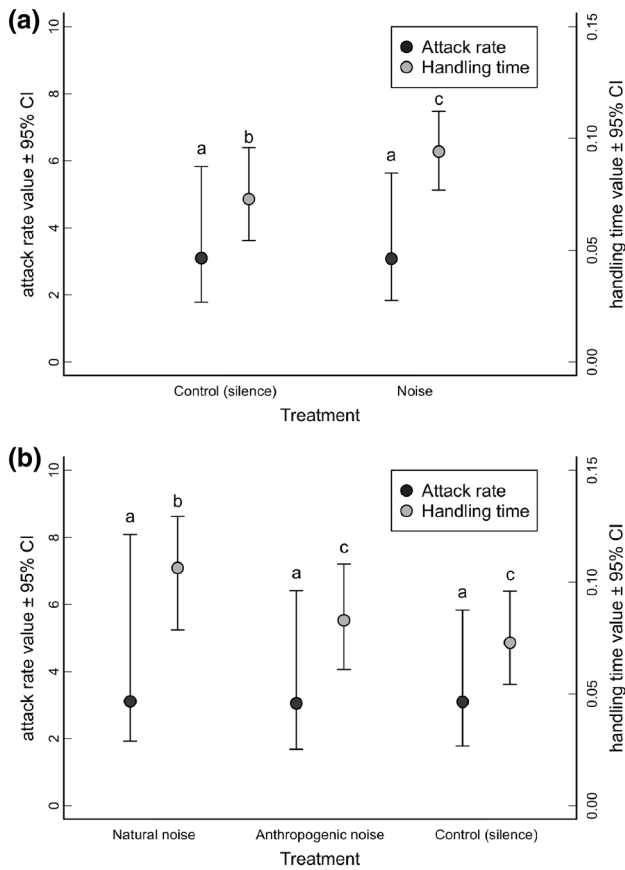 (a)
10
8
6
4
2
0
attack rate value ± 95% CI
a
b
a
c
Attack rate
Handling time
0.15
0.10
0.05
0.00
handling time value ± 95% CI
Control (silence)
Noise
Treatment
(b)
10
8
6
4
2
0
attack rate value ± 95% CI
a
b
a
c
a
c
Attack rate
Handling time
0.15
0.10
0.05
0.00
handling time value ± 95% CI
Natural noise
Anthropogenic noise
Control (silence)
Treatment